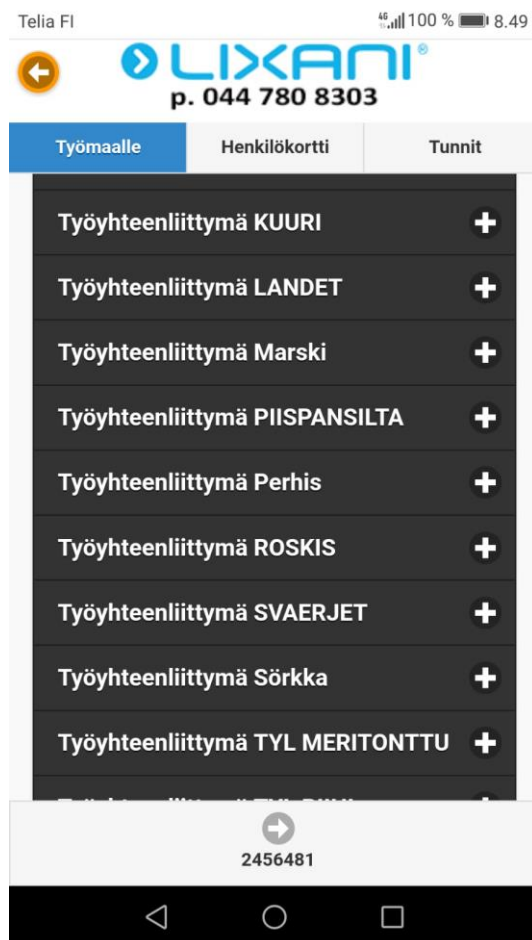 Telia FI 4G 100 % 8.49
LIXANI®
p. 044 780 8303
Työmaalle Henkilökortti Tunnit
Työyhteenliittymä KUURI
Työyhteenliittymä LANDET
Työyhteenliittymä Marski
Työyhteenliittymä PIISPANSILTA
Työyhteenliittymä Perhis
Työyhteenliittymä ROSKIS
Työyhteenliittymä SVAERJET
Työyhteenliittymä Sörkka
Työyhteenliittymä TYL MERITONTTU
2456481